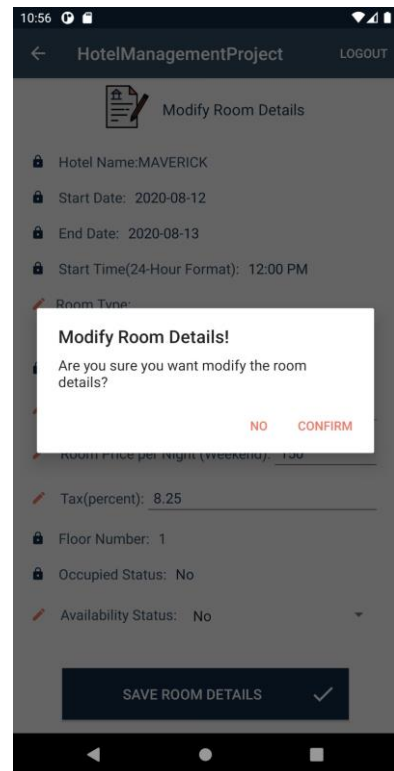 10:56
HotelManagementProject LOGOUT
Modify Room Details
Hotel Name:MAVERICK
Start Date: 2020-08-12
End Date: 2020-08-13
Start Time(24-Hour Format): 12:00 PM
Room Type:
Modify Room Details!
Are you sure you want modify the room
details?
NO CONFIRM
Room Price per Night (Weekend): 150
Tax(percent): 8.25
Floor Number: 1
Occupied Status: No
Availability Status: No
SAVE ROOM DETAILS